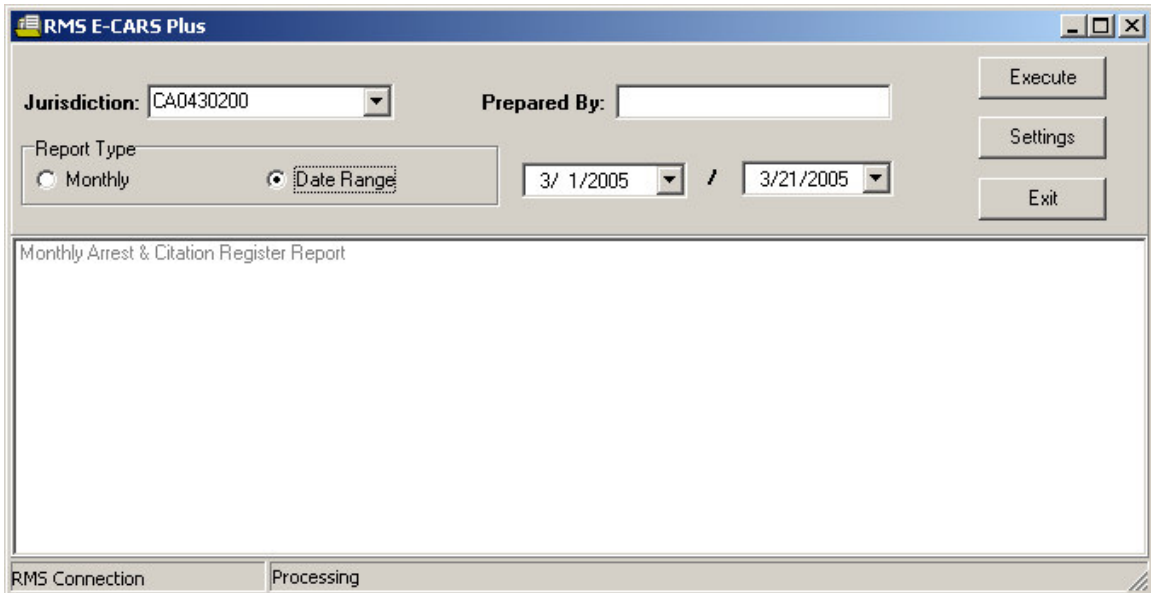 RMS E-CARS Plus
Execute
Jurisdiction: CA0430200 Prepared By:
Settings
Report Type
Monthly Date Range 3/ 1/2005 / 3/21/2005
Exit
Monthly Arrest & Citation Register Report
RMS Connection Processing